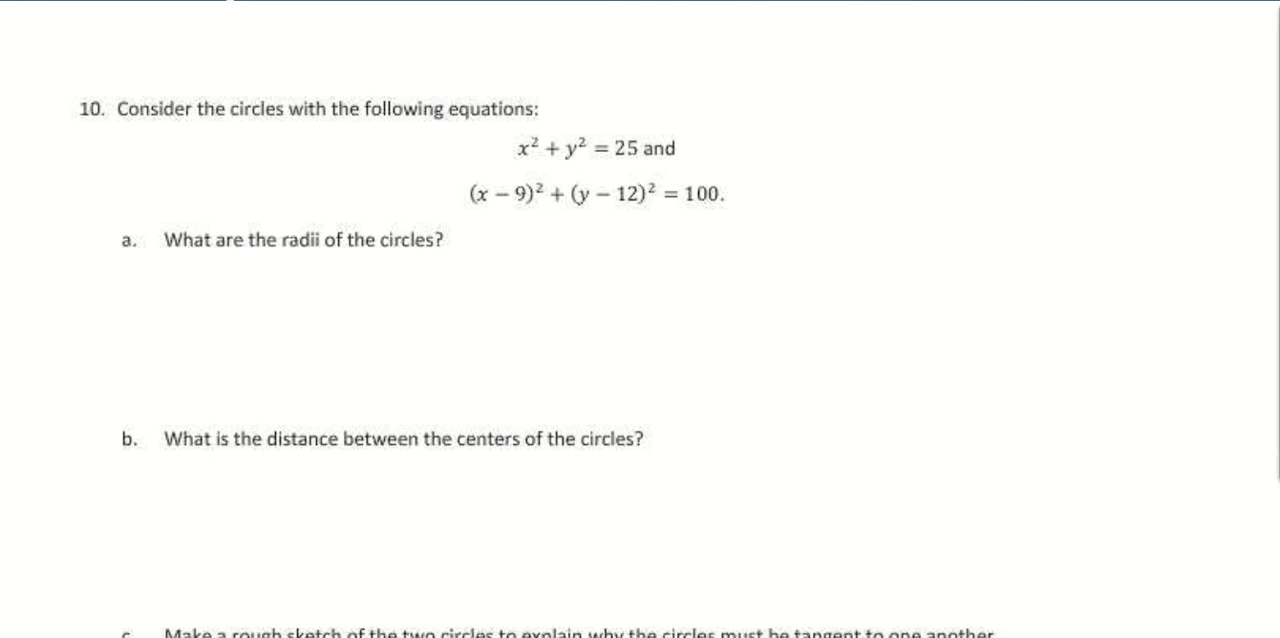 10. Consider the circles with the following equations:
x² + y² = 25 and
(x − 9)² + (y − 12)² = 100.
a. What are the radii of the circles?
b. What is the distance between the centers of the circles?
c. Make a rough sketch of the two circles to explain why the circles must be tangent to one another.